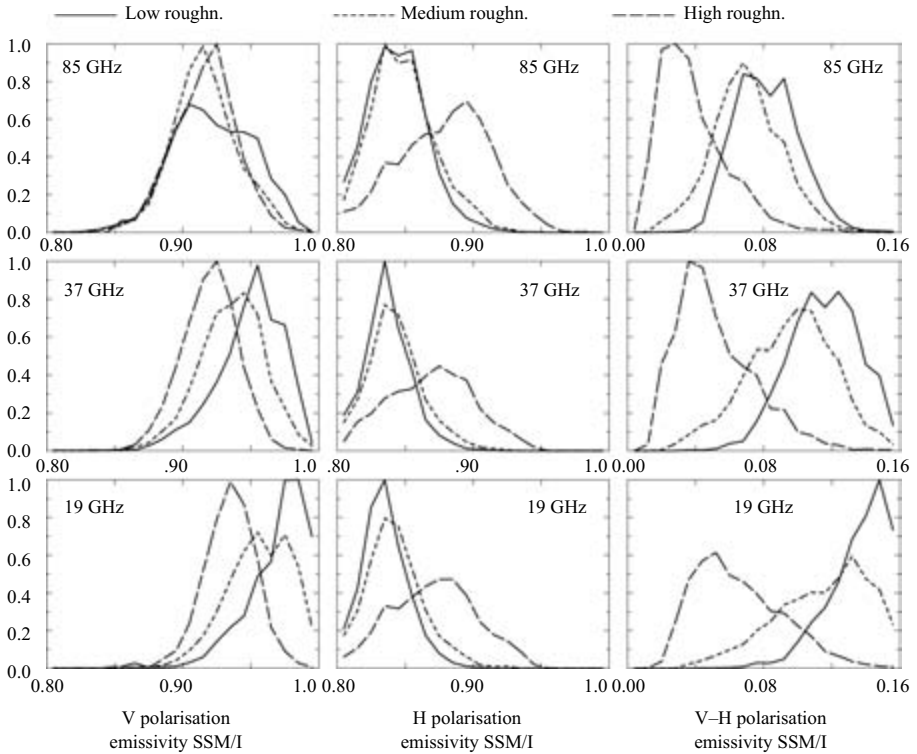 Low roughn. Medium roughn. High roughn.
1.0 85 GHz 85 GHz 85 GHz
0.8
0.6
0.4
0.2
0.0
0.80 0.90 1.0 0.80 0.90 1.0 0.00 0.08 0.16
1.0 37 GHz 37 GHz 37 GHz
0.8
0.6
0.4
0.2
0.0
0.80 .90 1.0 .80 .90 1.0 0.00 0.08 0.16
1.0 19 GHz 19 GHz 19 GHz
0.8
0.6
0.4
0.2
0.0
0.80 0.90 1.0 0.80 0.90 1.0 0.00 0.08 0.16
V polarisation H polarisation V–H polarisation
emissivity SSM/I emissivity SSM/I emissivity SSM/I